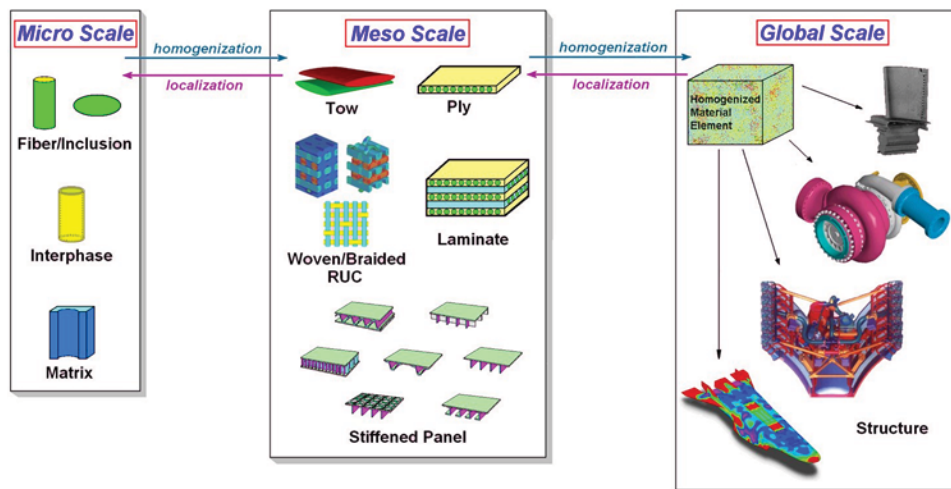 Micro Scale
homogenization
localization
Meso Scale
homogenization
localization
Global Scale
Fiber/Inclusion
Interphase
Matrix
Tow
Ply
Woven/Braided
RUC
Laminate
Stiffened Panel
Homogenized
Material
Element
Structure